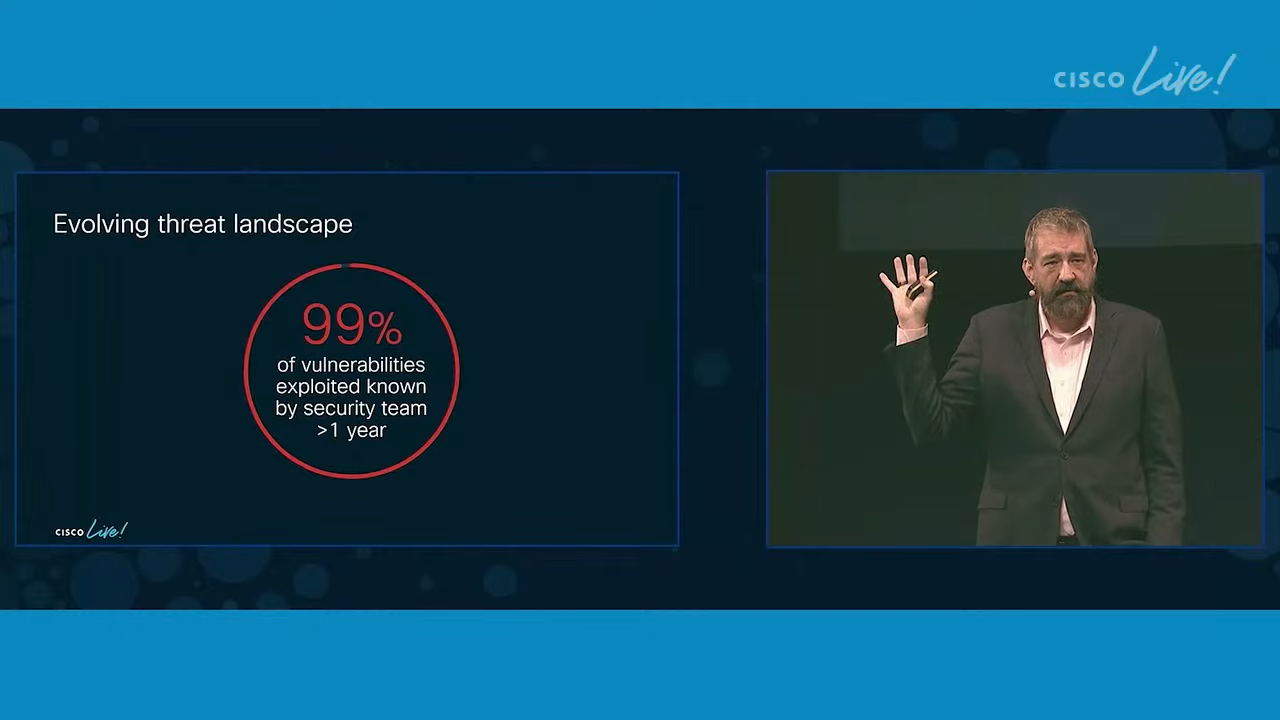 CISCO Live!
Evolving threat landscape
99%
of vulnerabilities
exploited known
by security team
>1 year
CISCO Live!